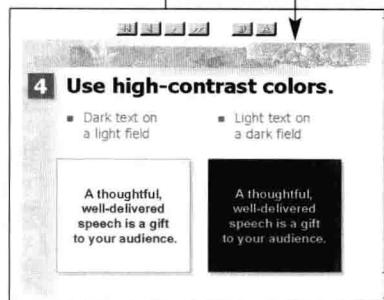 4 Use high-contrast colors.
■ Dark text on
a light field
■ Light text on
a dark field
A thoughtful,
well-delivered
speech is a gift
to your audience.
A thoughtful,
well-delivered
speech is a gift
to your audience.